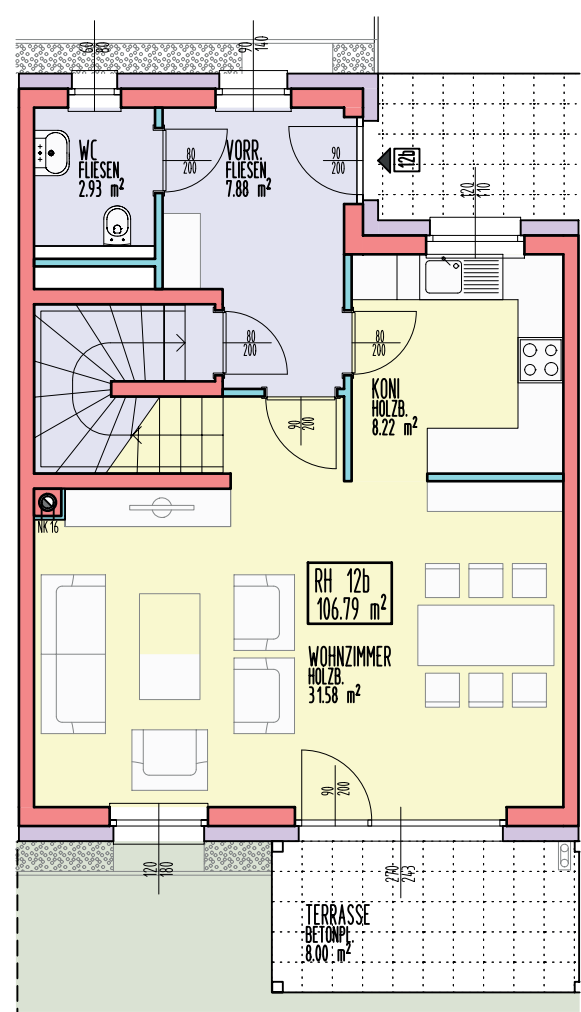 60
80
90
140
WC
FLIESEN
2.93 m²
80
200
VORR.
FLIESEN
7.88 m²
90
200
12b
120
110
80
200
80
200
KONI
HOLZB.
8.22 m²
90
200
NK 16
RH 12b
106.79 m²
WOHNZIMMER
HOLZB.
31.58 m²
90
200
120
180
270
243
TERRASSE
BETONPL.
8.00 m²